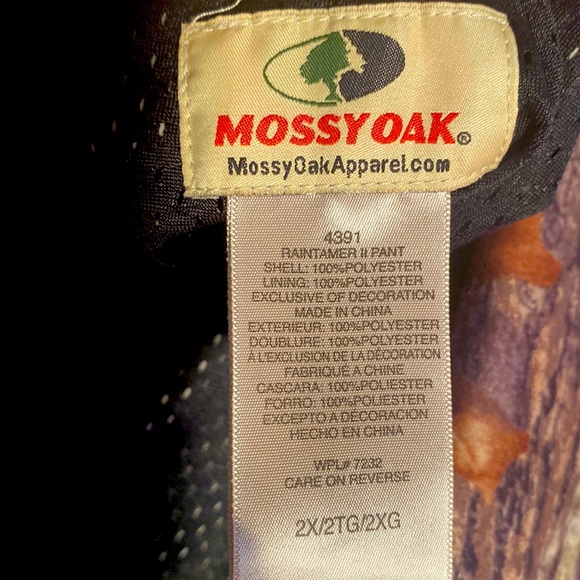 MOSSY OAK®
MossyOakApparel.com
4391
RAINTAMER II PANT
SHELL: 100%POLYESTER
LINING: 100%POLYESTER
EXCLUSIVE OF DECORATION
MADE IN CHINA
EXTERIEUR: 100%POLYESTER
DOUBLURE: 100%POLYESTER
À L'EXCLUSION DE LA DÉCORATION
FABRIQUÉ A CHINE
CASCARA: 100%POLIESTER
FORRO: 100%POLIESTER
EXCEPTO A DECORACION
HECHO EN CHINA
WPL# 7232
CARE ON REVERSE
2X/2TG/2XG